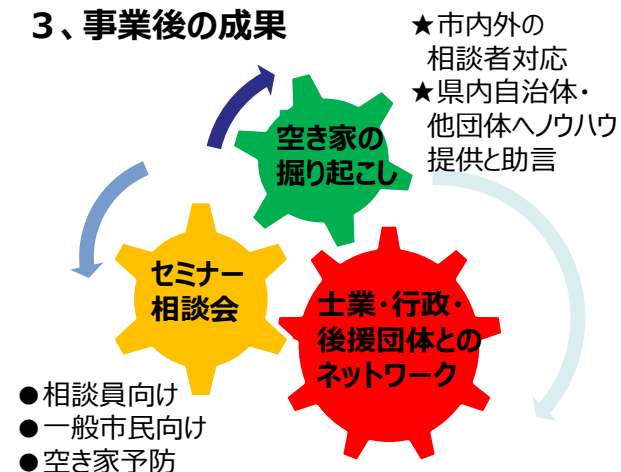 ３、事業後の成果
★市内外の
相談者対応
★県内自治体・
他団体へノウハウ
提供と助言
空き家の
掘り起こし
セミナー
相談会
士業・行政・
後援団体との
ネットワーク
●相談員向け
●一般市民向け
●空き家予防